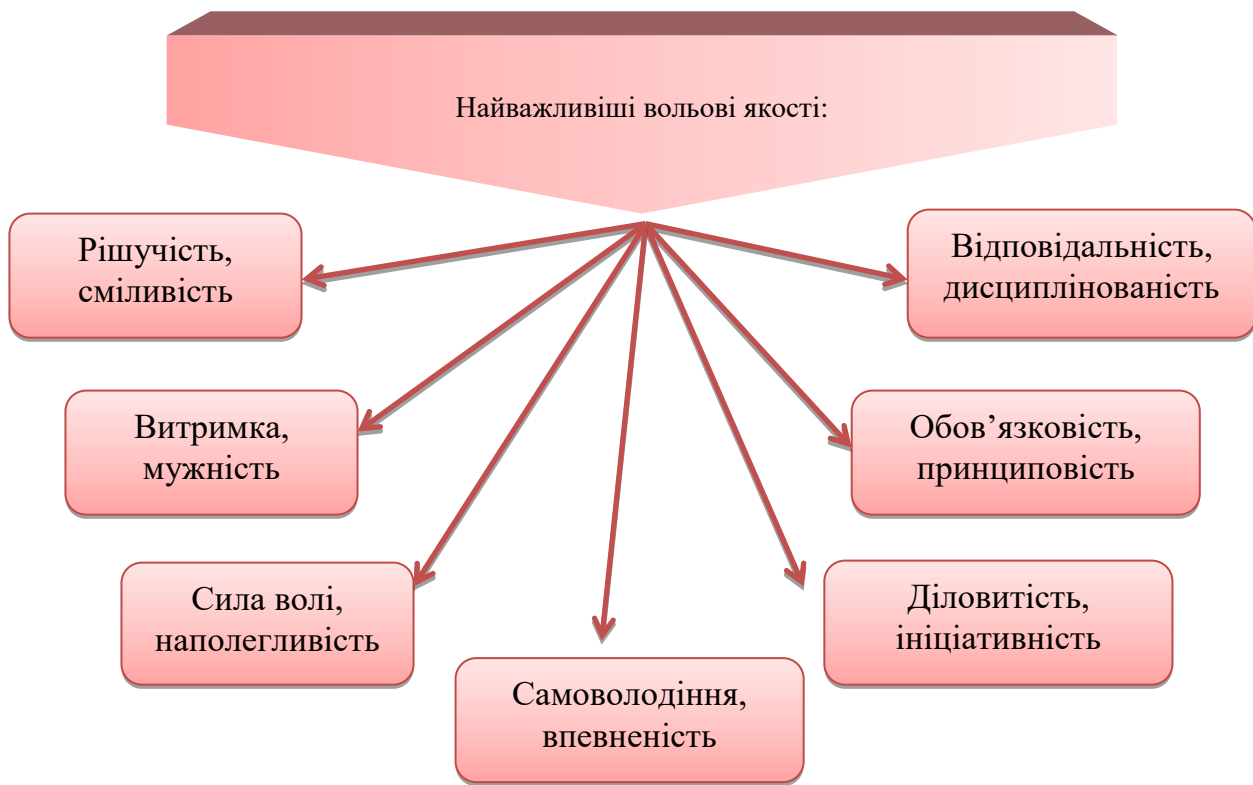 Найважливіші вольові якості:
Рішучість,
сміливість
Відповідальність,
дисциплінованість
Витримка,
мужність
Обов’язковість,
принциповість
Сила волі,
наполегливість
Діловитість,
ініціативність
Самоволодіння,
впевненість